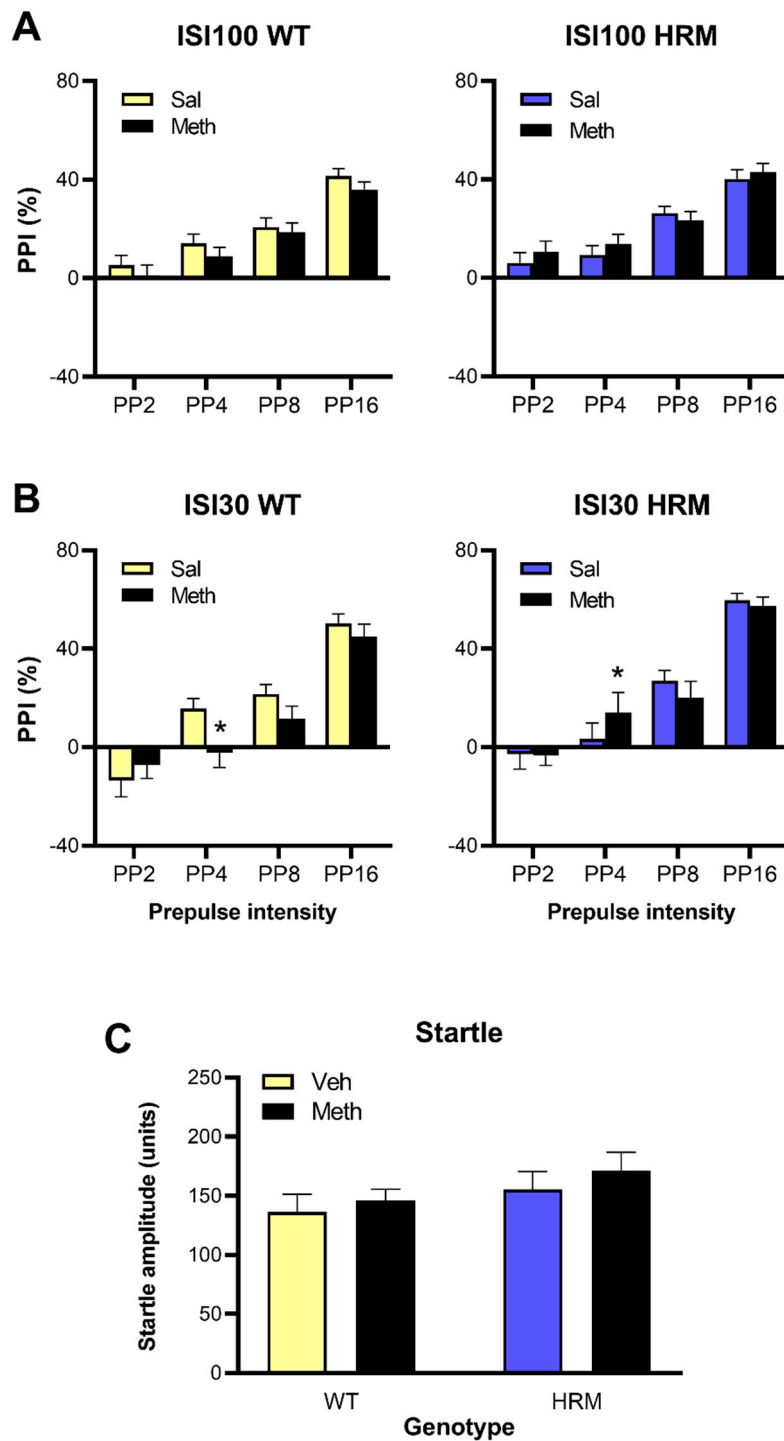 A
ISI100 WT
ISI100 HRM
PPI (%)
80
40
0
-40
Sal
Meth
PP2 PP4 PP8 PP16
80
40
0
-40
Sal
Meth
PP2 PP4 PP8 PP16
B
ISI30 WT
ISI30 HRM
PPI (%)
80
40
0
-40
Sal
Meth
*
PP2 PP4 PP8 PP16
Prepulse intensity
80
40
0
-40
Sal
Meth
*
PP2 PP4 PP8 PP16
Prepulse intensity
C
Startle
Startle amplitude (units)
250
200
150
100
50
0
Veh
Meth
WT HRM
Genotype